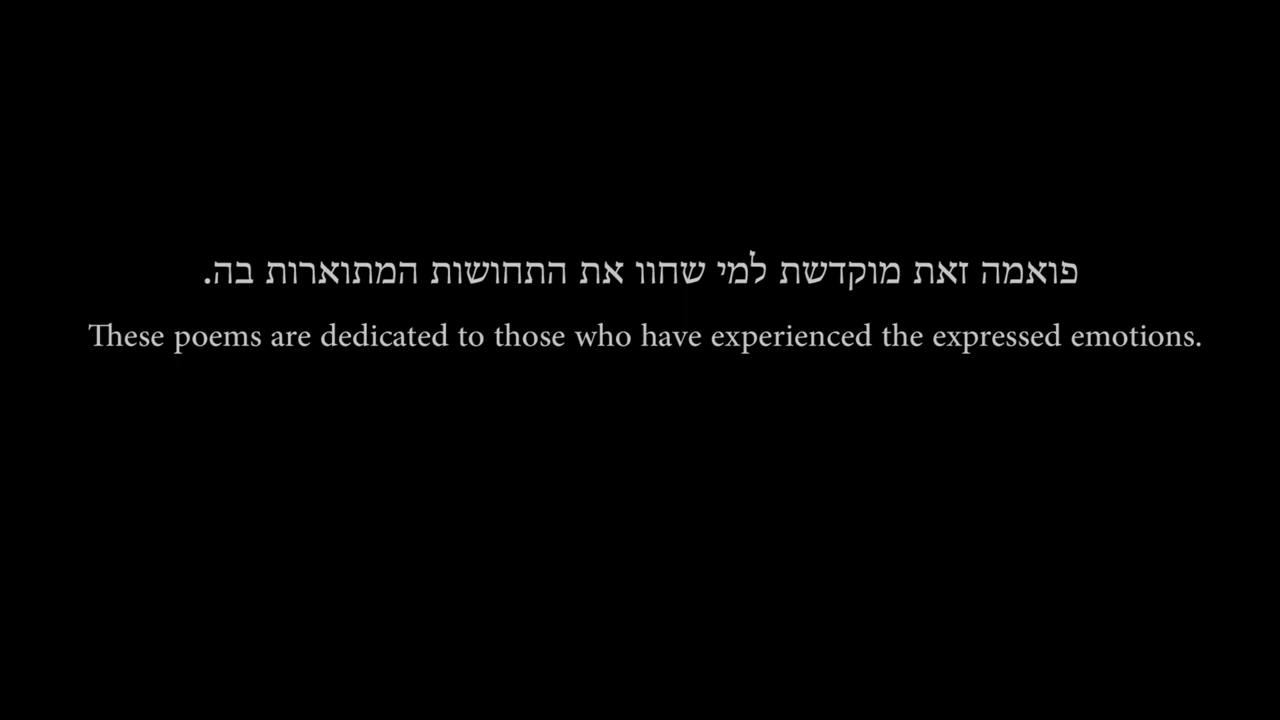 פואמה זאת מוקדשת למי שחוו את התחושות המתוארות בה.
These poems are dedicated to those who have experienced the expressed emotions.